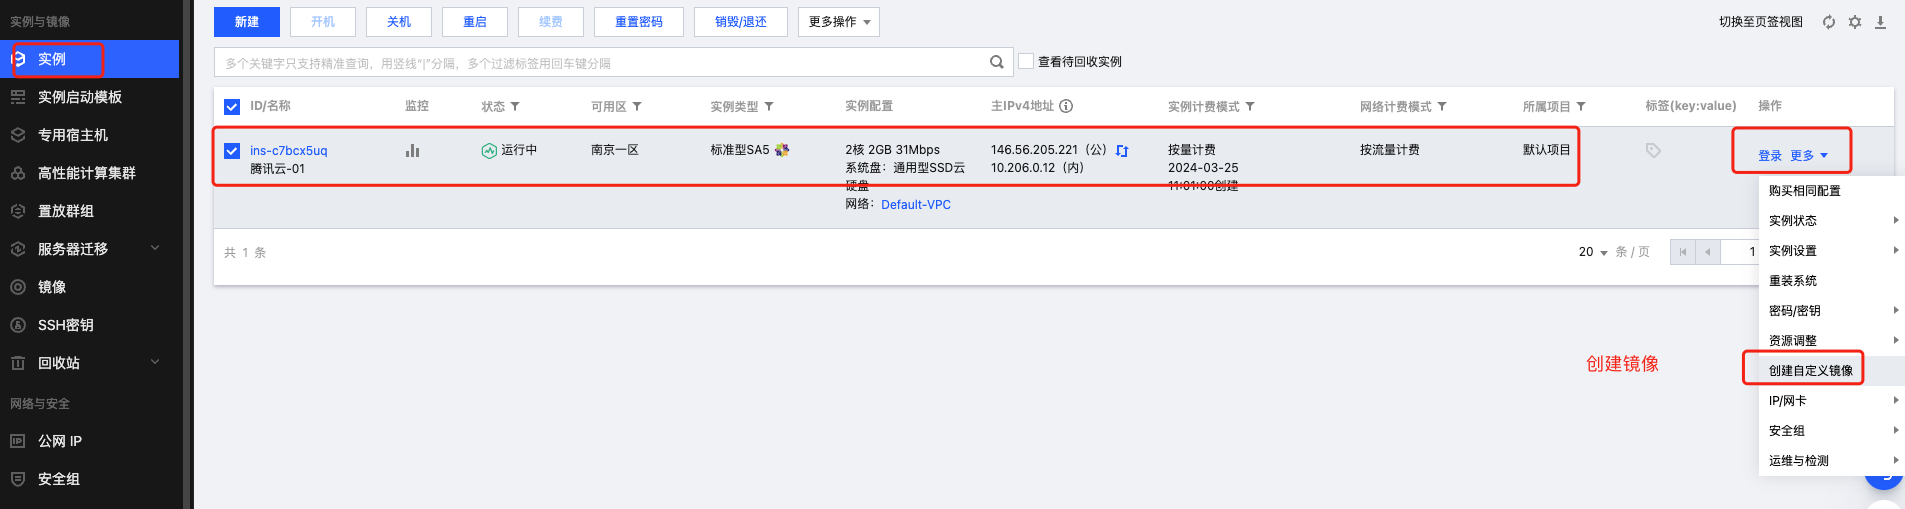 实例与镜像
实例
实例启动模板
专用宿主机
高性能计算集群
置放群组
服务器迁移
镜像
SSH密钥
回收站
网络与安全
公网 IP
安全组
新建 开机 关机 重启 续费 重置密码 销毁/退还 更多操作
切换至页签视图
多个关键字只支持精准查询，用竖线“|”分隔，多个过滤标签用回车键分隔
查看待回收实例
ID/名称 监控 状态 可用区 实例类型 实例配置 主IPv4地址 实例计费模式 网络计费模式 所属项目 标签(key:value) 操作
ins-c7bcx5uq 运行中 南京一区 标准型SA5 2核 2GB 31Mbps 146.56.205.221（公） 按量计费 按流量计费 默认项目 登录 更多
腾讯云-01 系统盘：通用型SSD云 10.206.0.12（内） 2024-03-25
硬盘 11:01:00创建
网络：Default-VPC
共 1 条
20 条 / 页 1
购买相同配置
实例状态
实例设置
重装系统
密码/密钥
资源调整
创建镜像
创建自定义镜像
IP/网卡
安全组
运维与检测